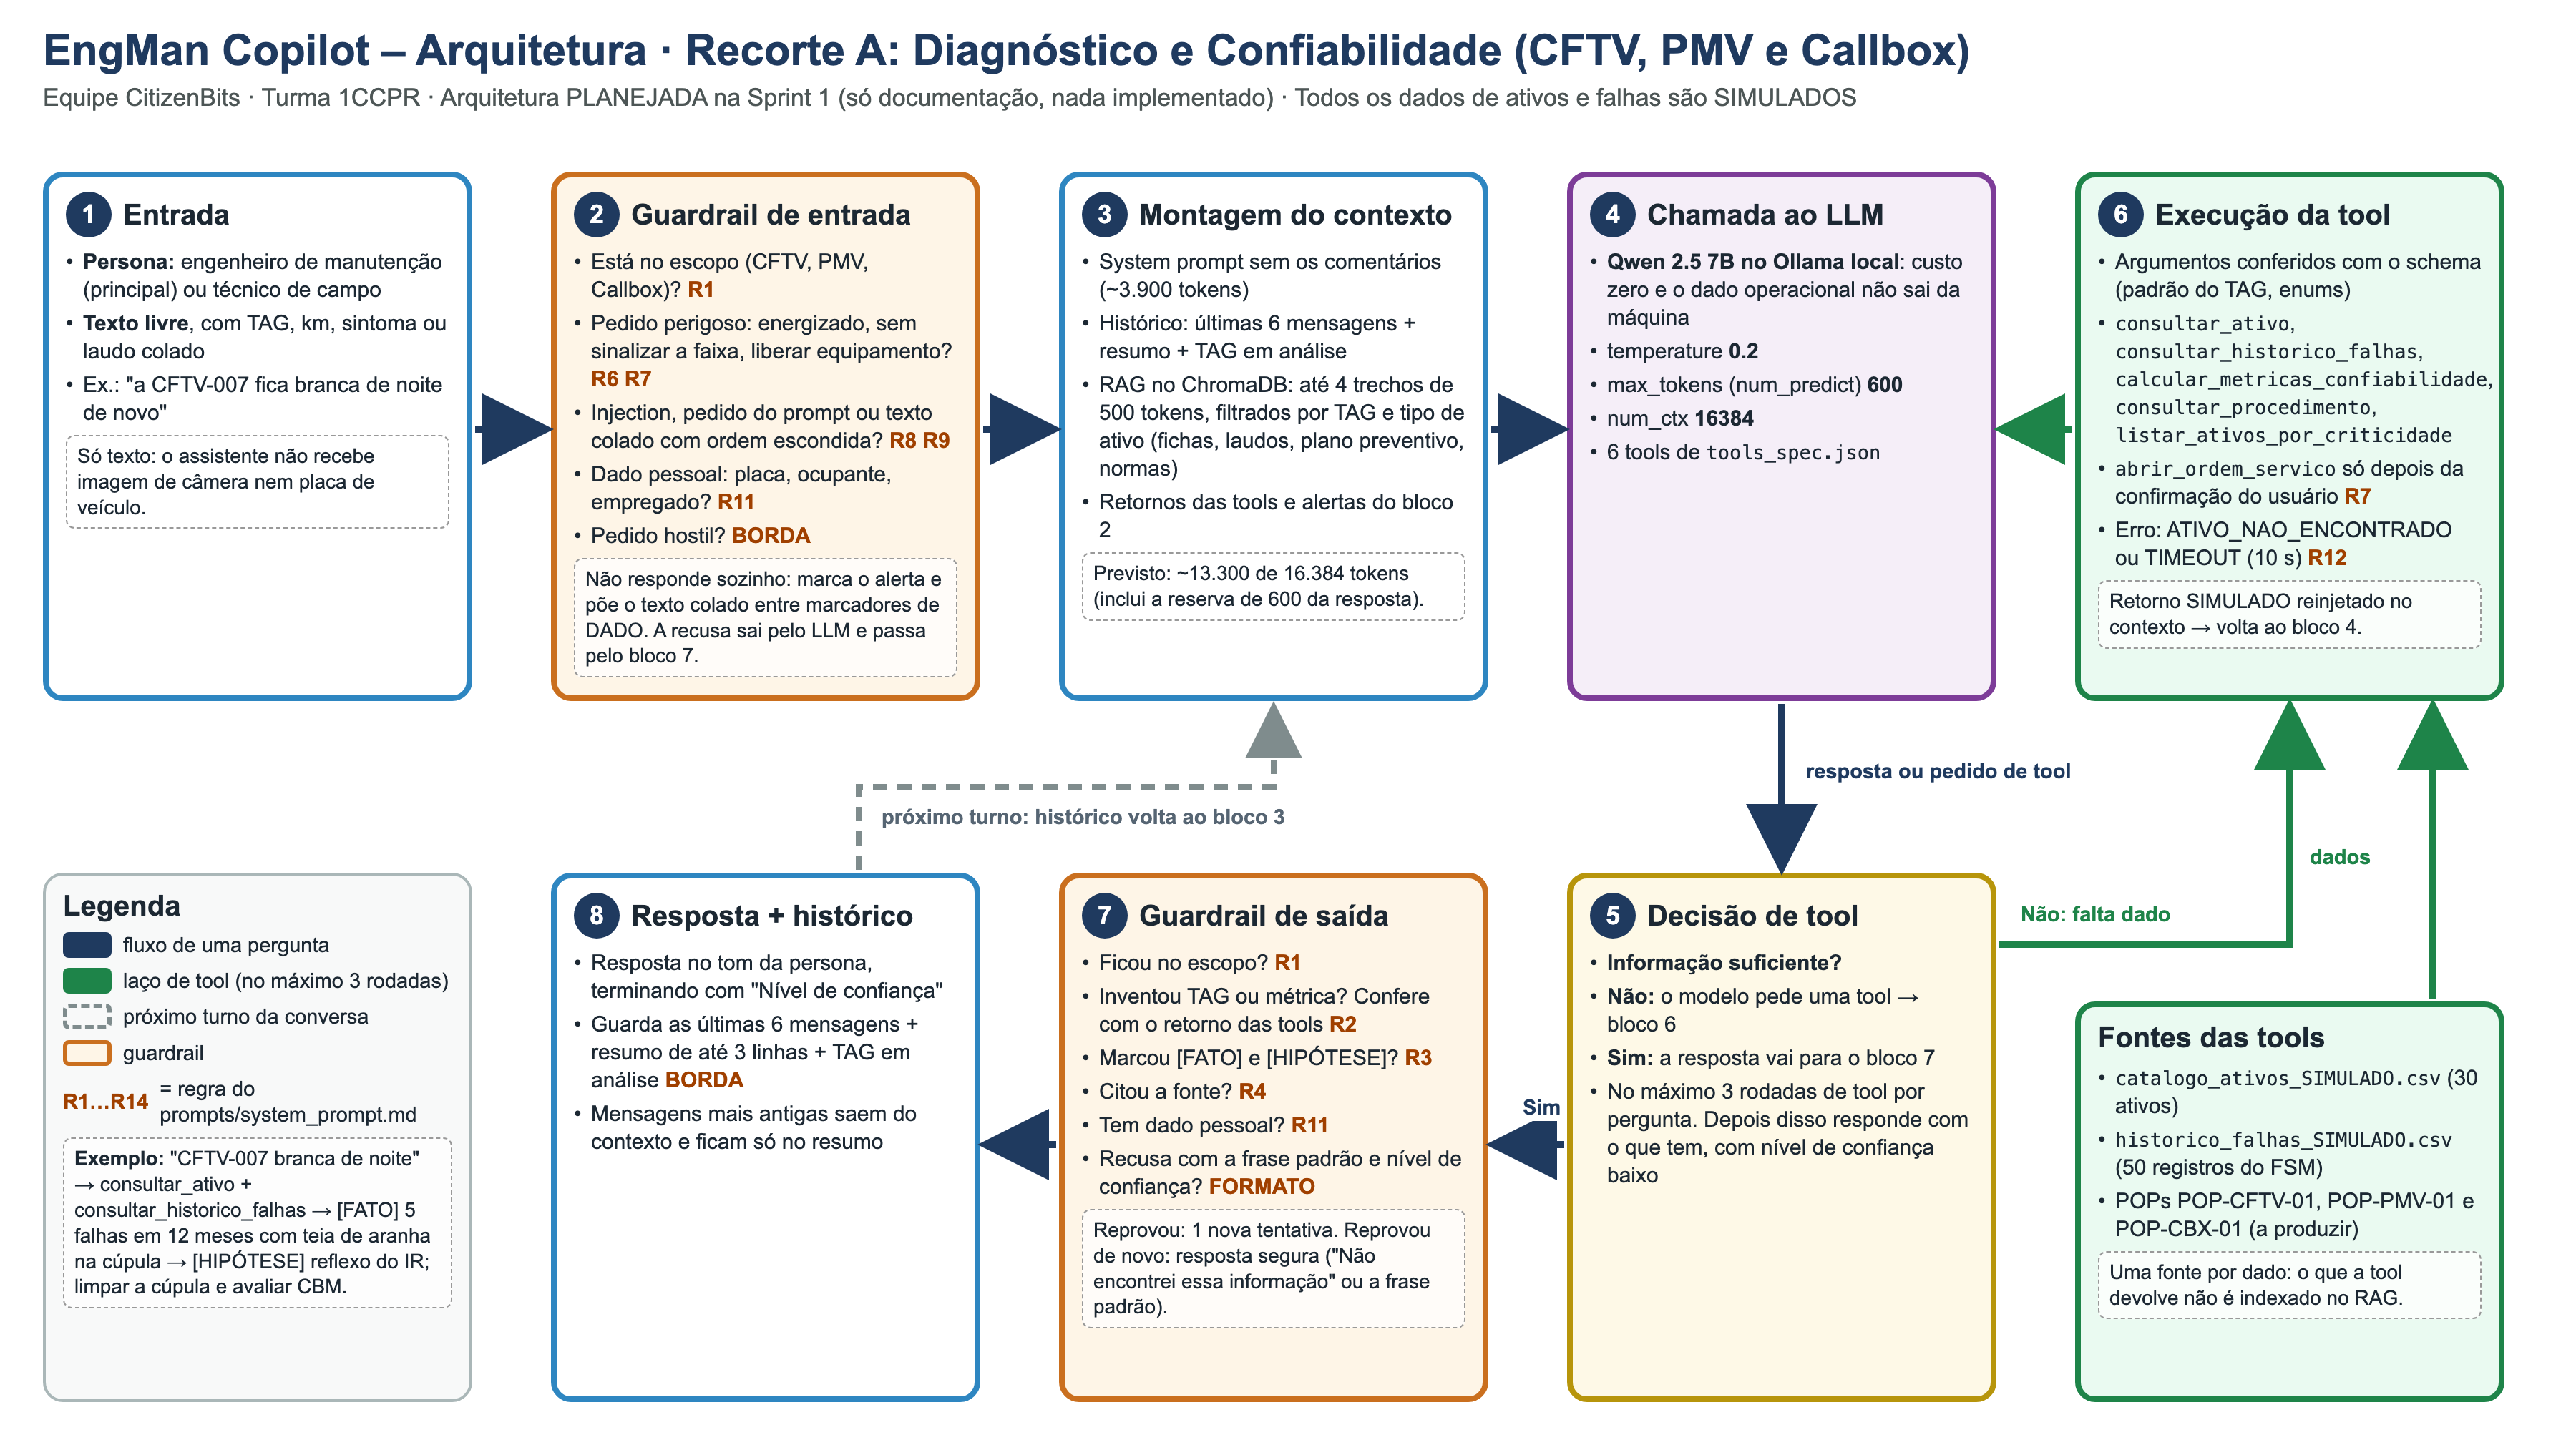 EngMan Copilot – Arquitetura · Recorte A: Diagnóstico e Confiabilidade (CFTV, PMV e Callbox)
Equipe CitizenBits · Turma 1CCPR · Arquitetura PLANEJADA na Sprint 1 (só documentação, nada implementado) · Todos os dados de ativos e falhas são SIMULADOS
1 Entrada
• Persona: engenheiro de manutenção
(principal) ou técnico de campo
• Texto livre, com TAG, km, sintoma ou
laudo colado
• Ex.: "a CFTV-007 fica branca de noite
de novo"
Só texto: o assistente não recebe
imagem de câmera nem placa de
veículo.
2 Guardrail de entrada
• Está no escopo (CFTV, PMV,
Callbox)? R1
• Pedido perigoso: energizado, sem
sinalizar a faixa, liberar equipamento?
R6 R7
• Injection, pedido do prompt ou texto
colado com ordem escondida? R8 R9
• Dado pessoal: placa, ocupante,
empregado? R11
• Pedido hostil? BORDA
Não responde sozinho: marca o alerta e
põe o texto colado entre marcadores de
DADO. A recusa sai pelo LLM e passa
pelo bloco 7.
3 Montagem do contexto
• System prompt sem os comentários
(~3.900 tokens)
• Histórico: últimas 6 mensagens +
resumo + TAG em análise
• RAG no ChromaDB: até 4 trechos de
500 tokens, filtrados por TAG e tipo de
ativo (fichas, laudos, plano preventivo,
normas)
• Retornos das tools e alertas do bloco
2
Previsto: ~13.300 de 16.384 tokens
(inclui a reserva de 600 da resposta).
4 Chamada ao LLM
• Qwen 2.5 7B no Ollama local: custo
zero e o dado operacional não sai da
máquina
• temperature 0.2
• max_tokens (num_predict) 600
• num_ctx 16384
• 6 tools de tools_spec.json
6 Execução da tool
• Argumentos conferidos com o schema
(padrão do TAG, enums)
• consultar_ativo,
consultar_historico_falhas,
calcular_metricas_confiabilidade,
consultar_procedimento,
listar_ativos_por_criticidade
• abrir_ordem_servico só depois da
confirmação do usuário R7
• Erro: ATIVO_NAO_ENCONTRADO
ou TIMEOUT (10 s) R12
Retorno SIMULADO reinjetado no
contexto → volta ao bloco 4.
resposta ou pedido de tool
próximo turno: histórico volta ao bloco 3
dados
Não: falta dado
Sim
Legenda
fluxo de uma pergunta
laço de tool (no máximo 3 rodadas)
próximo turno da conversa
guardrail
R1…R14 = regra do
prompts/system_prompt.md
Exemplo: "CFTV-007 branca de noite"
→ consultar_ativo +
consultar_historico_falhas → [FATO] 5
falhas em 12 meses com teia de aranha
na cúpula → [HIPÓTESE] reflexo do IR;
limpar a cúpula e avaliar CBM.
8 Resposta + histórico
• Resposta no tom da persona,
terminando com "Nível de confiança"
• Guarda as últimas 6 mensagens +
resumo de até 3 linhas + TAG em
análise BORDA
• Mensagens mais antigas saem do
contexto e ficam só no resumo
7 Guardrail de saída
• Ficou no escopo? R1
• Inventou TAG ou métrica? Confere
com o retorno das tools R2
• Marcou [FATO] e [HIPÓTESE]? R3
• Citou a fonte? R4
• Tem dado pessoal? R11
• Recusa com a frase padrão e nível de
confiança? FORMATO
Reprovou: 1 nova tentativa. Reprovou
de novo: resposta segura ("Não
encontrei essa informação" ou a frase
padrão).
5 Decisão de tool
• Informação suficiente?
• Não: o modelo pede uma tool →
bloco 6
• Sim: a resposta vai para o bloco 7
• No máximo 3 rodadas de tool por
pergunta. Depois disso responde com
o que tem, com nível de confiança
baixo
Fontes das tools
• catalogo_ativos_SIMULADO.csv (30
ativos)
• historico_falhas_SIMULADO.csv
(50 registros do FSM)
• POPs POP-CFTV-01, POP-PMV-01 e
POP-CBX-01 (a produzir)
Uma fonte por dado: o que a tool
devolve não é indexado no RAG.